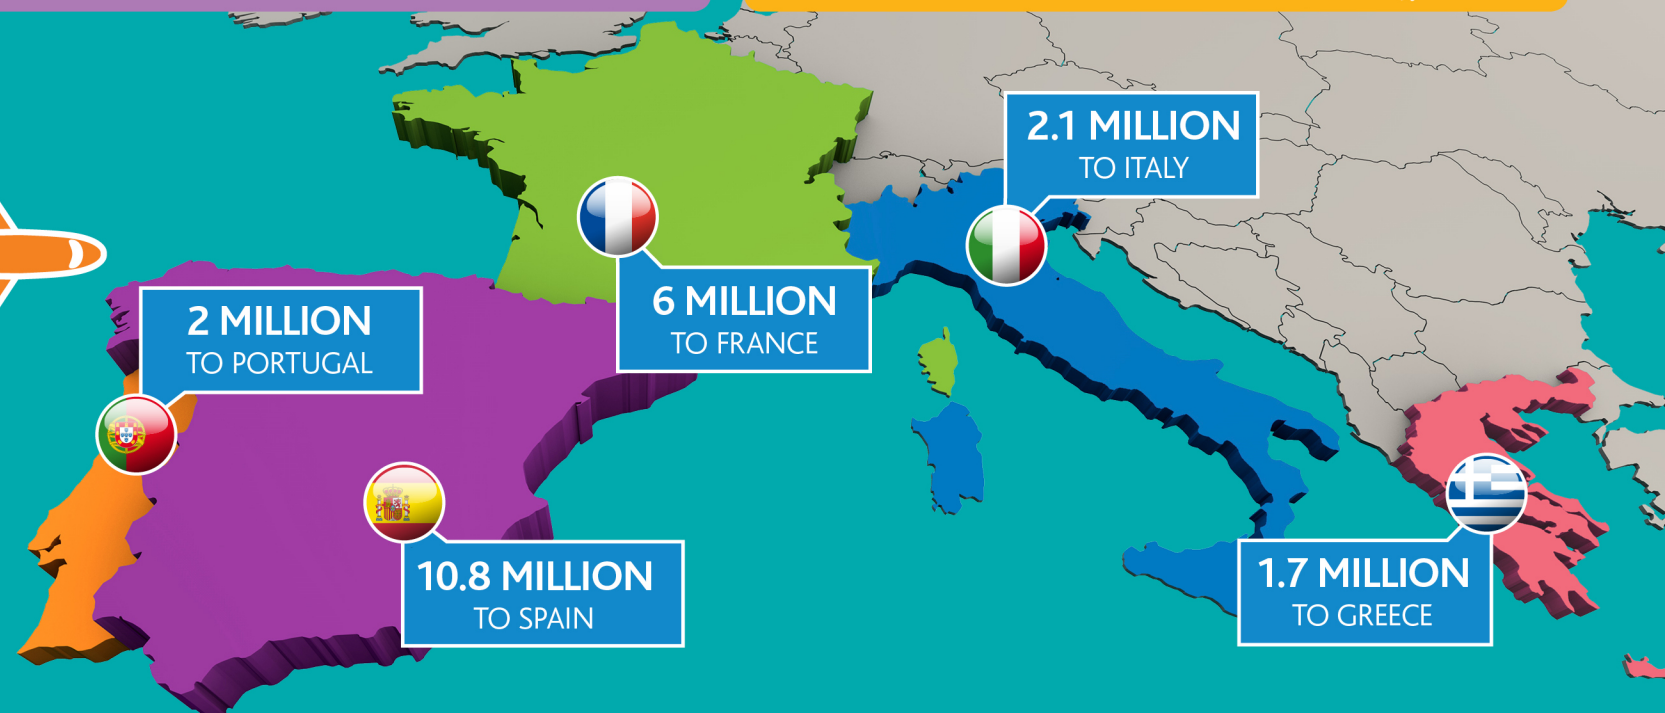 2.1 MILLION
TO ITALY
6 MILLION
TO FRANCE
2 MILLION
TO PORTUGAL
10.8 MILLION
TO SPAIN
1.7 MILLION
TO GREECE